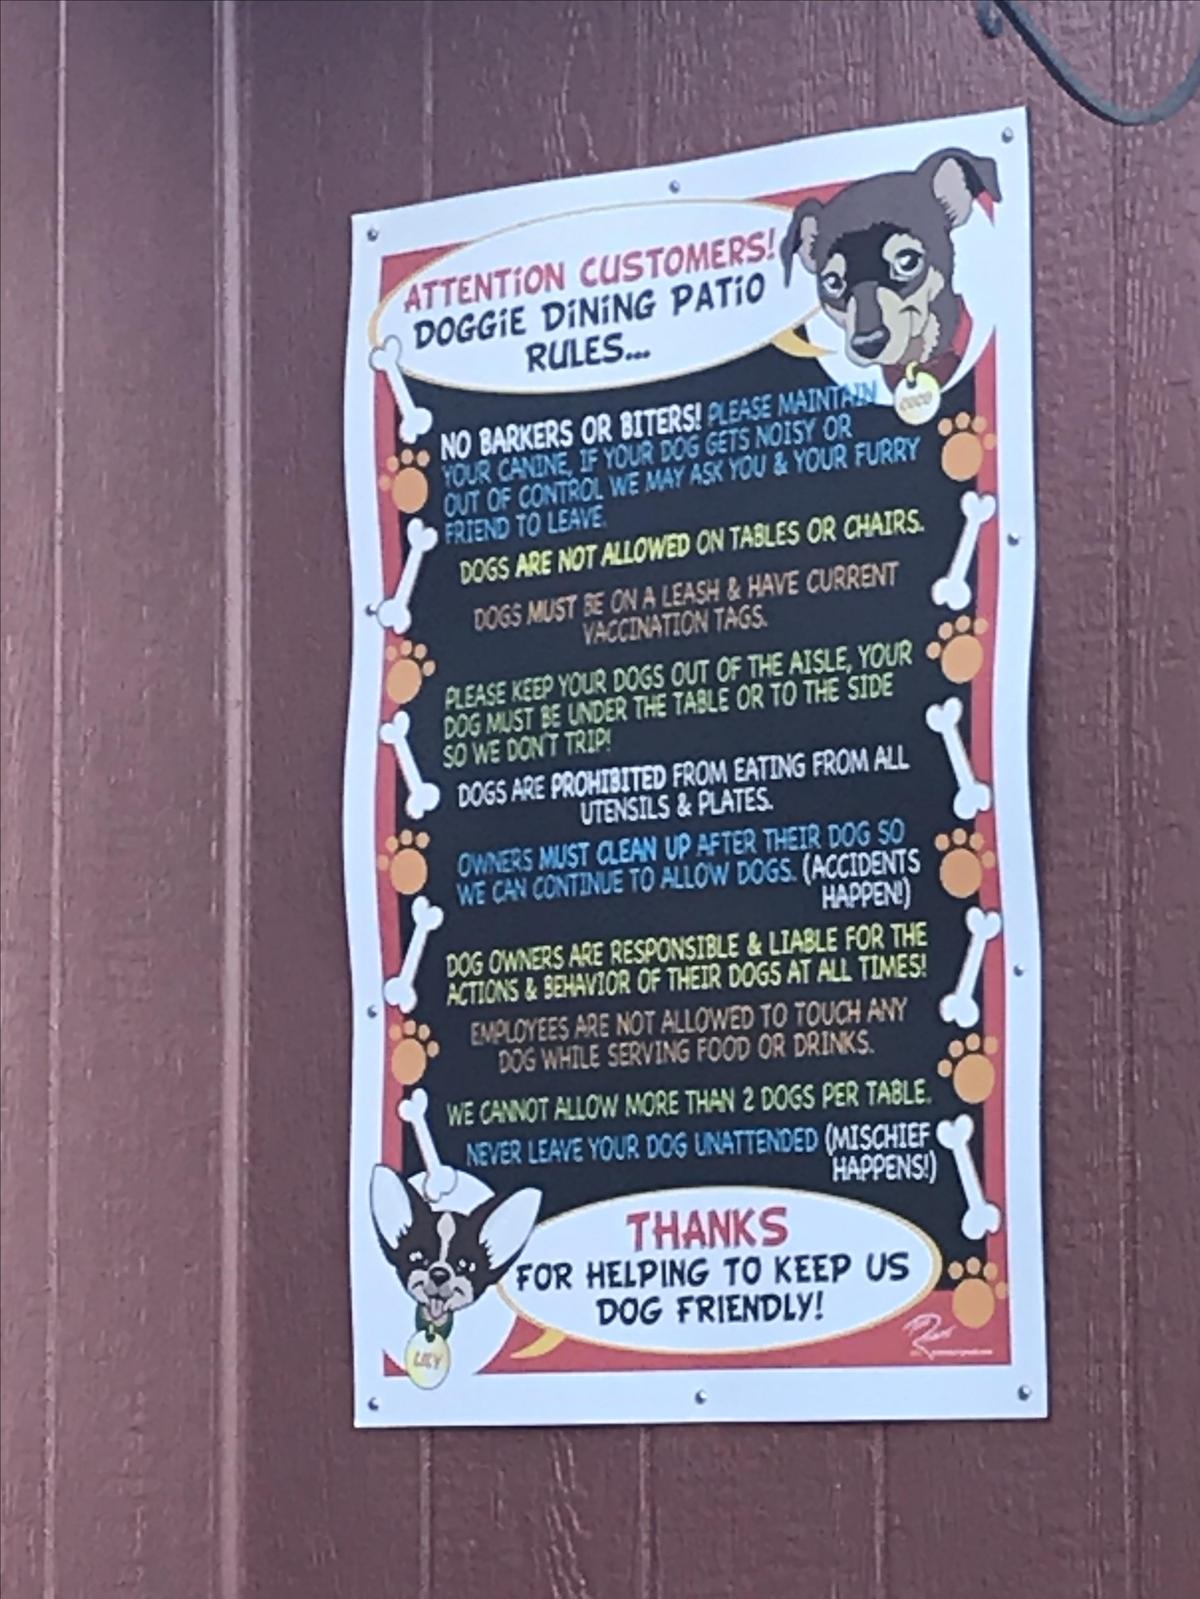 ATTENTION CUSTOMERS!
DOGGIE DINING PATIO
RULES...
COCO
NO BARKERS OR BITERS! PLEASE MAINTAIN
YOUR CANINE, IF YOUR DOG GETS NOISY OR
OUT OF CONTROL WE MAY ASK YOU & YOUR FURRY
FRIEND TO LEAVE.
DOGS ARE NOT ALLOWED ON TABLES OR CHAIRS.
DOGS MUST BE ON A LEASH & HAVE CURRENT
VACCINATION TAGS.
PLEASE KEEP YOUR DOGS OUT OF THE AISLE, YOUR
DOG MUST BE UNDER THE TABLE OR TO THE SIDE
SO WE DON'T TRIP!
DOGS ARE PROHIBITED FROM EATING FROM ALL
UTENSILS & PLATES.
OWNERS MUST CLEAN UP AFTER THEIR DOG SO
WE CAN CONTINUE TO ALLOW DOGS. (ACCIDENTS
HAPPEN!)
DOG OWNERS ARE RESPONSIBLE & LIABLE FOR THE
ACTIONS & BEHAVIOR OF THEIR DOGS AT ALL TIMES!
EMPLOYEES ARE NOT ALLOWED TO TOUCH ANY
DOG WHILE SERVING FOOD OR DRINKS.
WE CANNOT ALLOW MORE THAN 2 DOGS PER TABLE.
NEVER LEAVE YOUR DOG UNATTENDED (MISCHIEF
HAPPENS!)
THANKS
FOR HELPING TO KEEP US
DOG FRIENDLY!
LILY